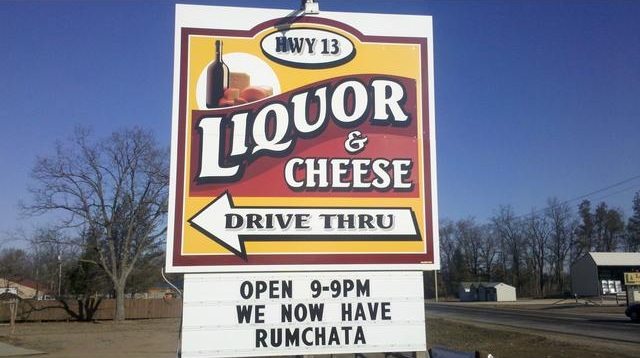 HWY 13
LIQUOR
&
CHEESE
DRIVE THRU
OPEN 9-9PM
WE NOW HAVE
RUMCHATA